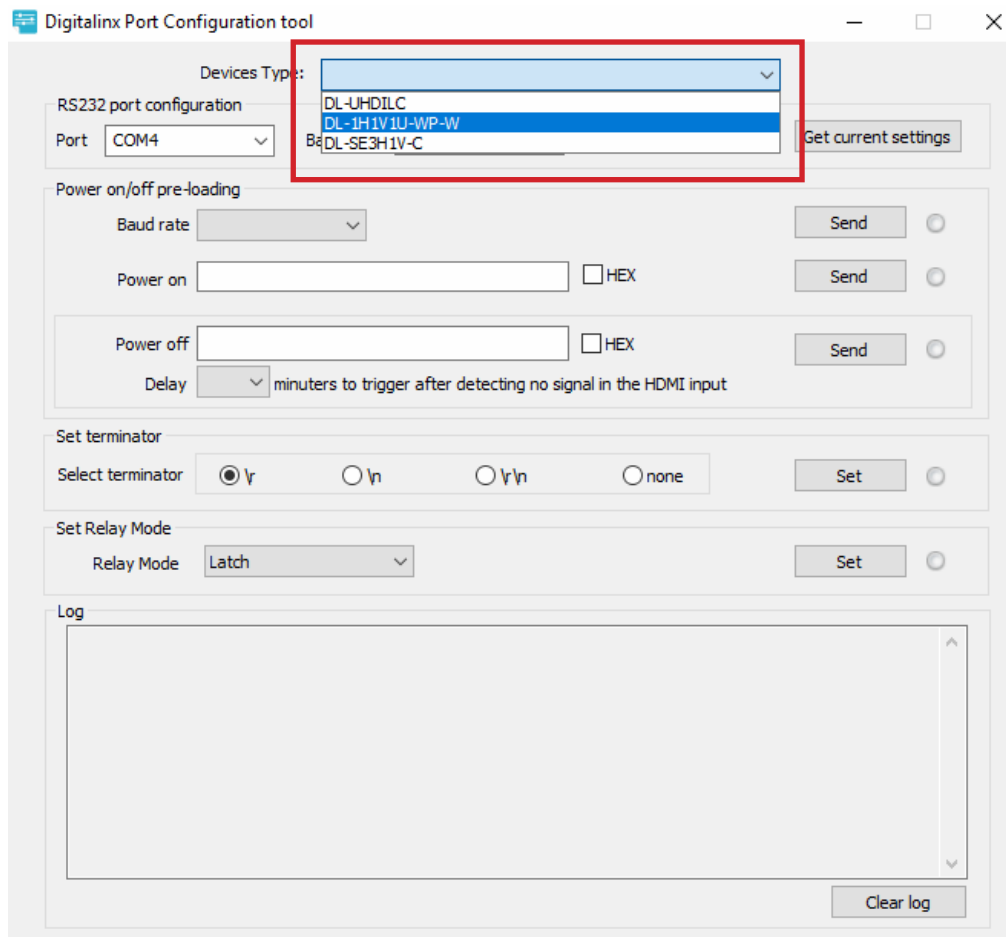 Digitalinx Port Configuration tool
Devices Type:
DL-UHDILC
RS232 port configuration
DL-1H1V1U-WP-W
Port COM4 Ba
DL-SE3H1V-C
Get current settings
Power on/off pre-loading
Baud rate Send
Power on HEX Send
Power off HEX Send
Delay minuters to trigger after detecting no signal in the HDMI input
Set terminator
Select terminator \r \n \r\n none Set
Set Relay Mode
Relay Mode Latch Set
Log
Clear log